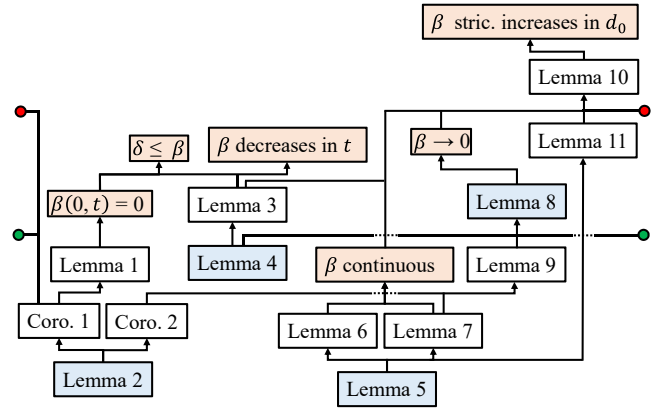 β stric. increases in d₀
Lemma 10
δ ≤ β
β decreases in t
β → 0
Lemma 11
β(0, t) = 0
Lemma 3
Lemma 8
Lemma 1
Lemma 4
β continuous
Lemma 9
Coro. 1
Coro. 2
Lemma 6
Lemma 7
Lemma 2
Lemma 5